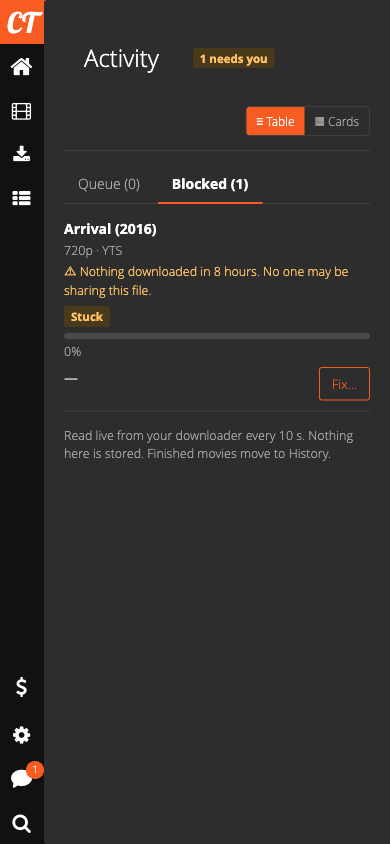 CT
Activity
1 needs you
Table
Cards
Queue (0)
Blocked (1)
Arrival (2016)
720p · YTS
⚠ Nothing downloaded in 8 hours. No one may be
sharing this file.
Stuck
0%
—
Fix...
Read live from your downloader every 10 s. Nothing
here is stored. Finished movies move to History.
$
1